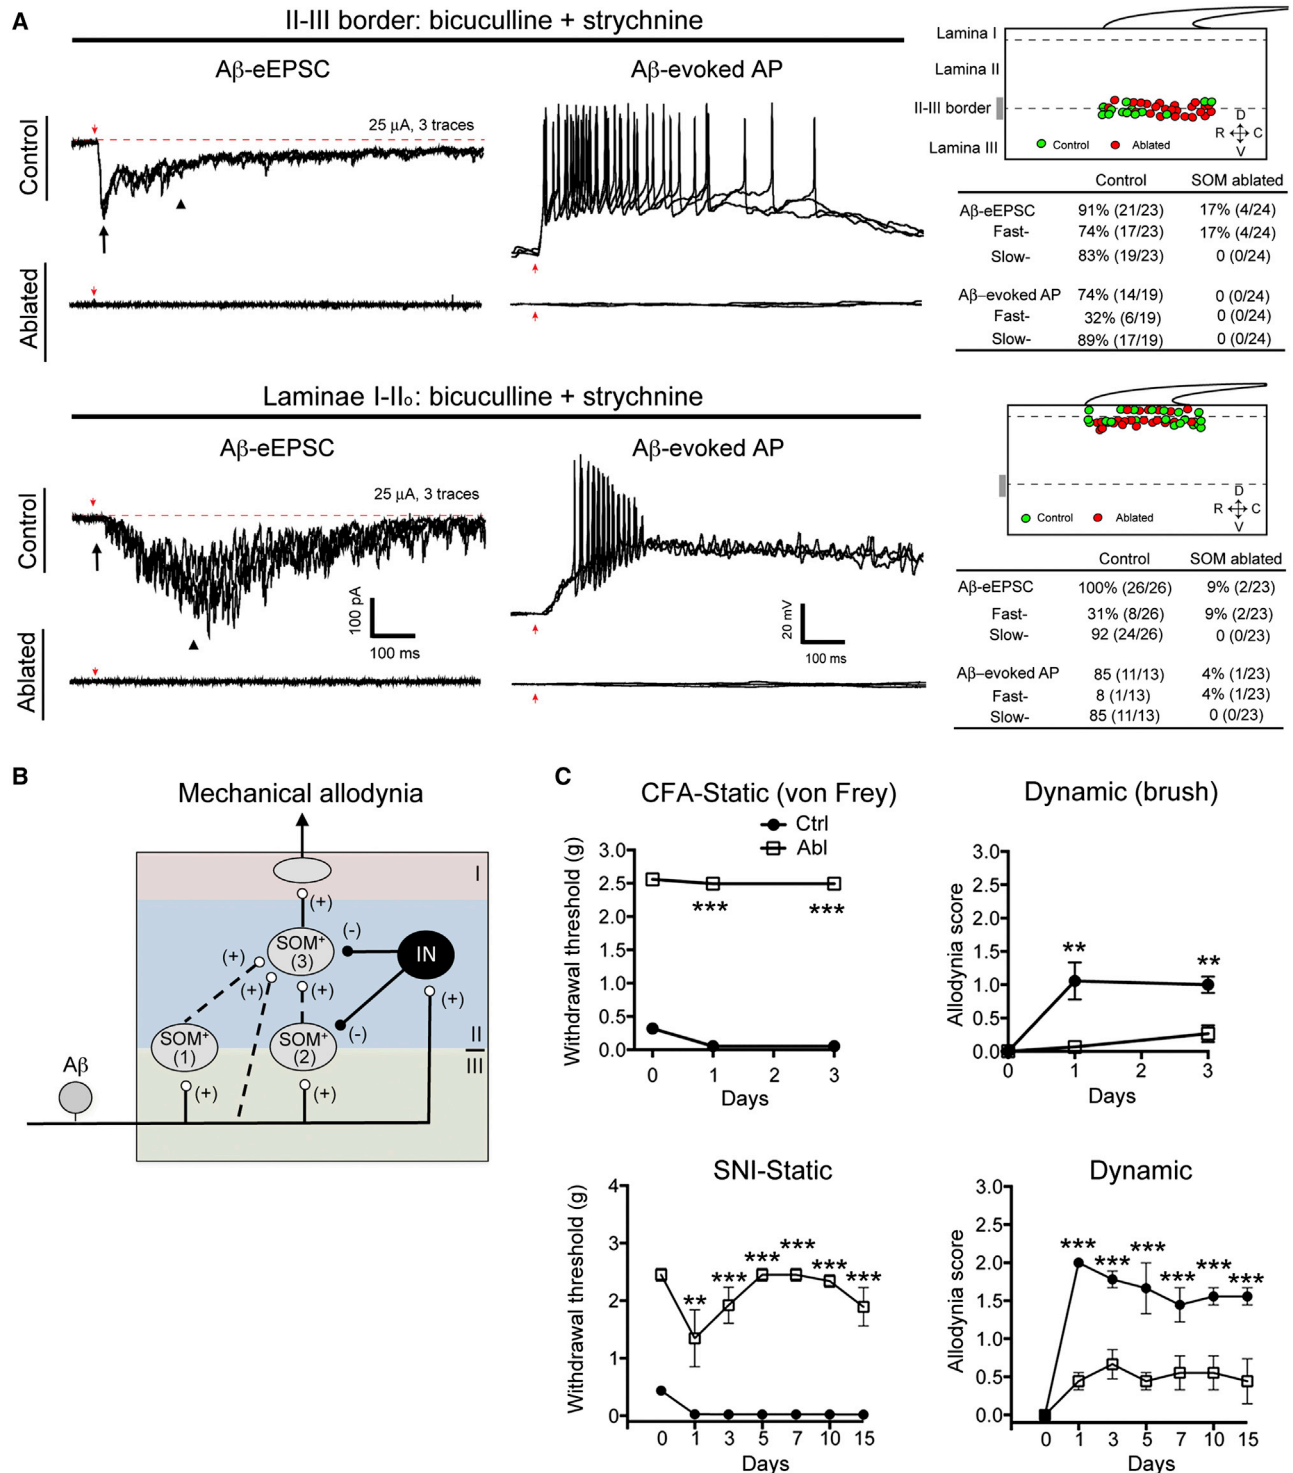 A
II-III border: bicuculline + strychnine
Aβ-eEPSC
Aβ-evoked AP
Control
25 μA, 3 traces
Ablated
Lamina I
Lamina II
II-III border
Lamina III
D
R C
V
Control Ablated
Control SOM ablated
Aβ-eEPSC 91% (21/23) 17% (4/24)
Fast- 74% (17/23) 17% (4/24)
Slow- 83% (19/23) 0 (0/24)
Aβ–evoked AP 74% (14/19) 0 (0/24)
Fast- 32% (6/19) 0 (0/24)
Slow- 89% (17/19) 0 (0/24)
Laminae I-IIo: bicuculline + strychnine
Aβ-eEPSC
Aβ-evoked AP
Control
25 μA, 3 traces
100 pA
100 ms
20 mV
100 ms
Ablated
D
R C
V
Control Ablated
Control SOM ablated
Aβ-eEPSC 100% (26/26) 9% (2/23)
Fast- 31% (8/26) 9% (2/23)
Slow- 92 (24/26) 0 (0/23)
Aβ–evoked AP 85 (11/13) 4% (1/23)
Fast- 8 (1/13) 4% (1/23)
Slow- 85 (11/13) 0 (0/23)
B
Mechanical allodynia
I
(+)
SOM+
(3)
(-)
IN
(+)
(+)
(+)
(+)
SOM+
(1)
SOM+
(2)
(-)
II
III
Aβ
(+)
(+)
C
CFA-Static (von Frey)
Ctrl
Abl
Withdrawal threshold (g)
3.0
2.5
2.0
1.5
1.0
0.5
0.0
*** ***
0 1 2 3
Days
Dynamic (brush)
Allodynia score
3.0
2.5
2.0
1.5
1.0
0.5
0.0
** **
0 1 2 3
Days
SNI-Static
Withdrawal threshold (g)
4
3
2
1
0
** *** *** *** *** ***
0 1 3 5 7 10 15
Days
Dynamic
Allodynia score
3.0
2.5
2.0
1.5
1.0
0.5
0.0
*** *** *** *** *** ***
0 1 3 5 7 10 15
Days